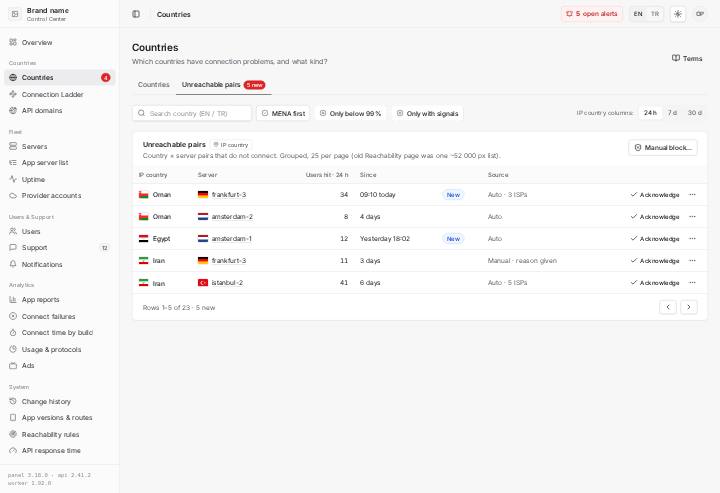 Brand name
Control Center
Overview
Countries
Countries 4
Connection Ladder
API domains
Fleet
Servers
App server list
Uptime
Provider accounts
Users & Support
Users
Support 12
Notifications
Analytics
App reports
Connect failures
Connect time by build
Usage & protocols
Ads
System
Change history
App versions & routes
Reachability rules
API response time
panel 3.18.0 · api 2.41.2
worker 1.92.0
Countries
5 open alerts
EN TR
OP
Countries
Which countries have connection problems, and what kind?
Terms
Countries Unreachable pairs 5 new
Search country (EN / TR)
MENA first
Only below 99 %
Only with signals
IP country columns: 24 h 7 d 30 d
Unreachable pairs IP country
Country × server pairs that do not connect. Grouped, 25 per page (old Reachability page was one ~52 000 px list).
Manual block...
IP country Server Users hit · 24 h Since Source
Oman frankfurt-3 34 09:10 today New Auto · 3 ISPs Acknowledge
Oman amsterdam-2 8 4 days Auto Acknowledge
Egypt amsterdam-1 12 Yesterday 18:02 New Auto Acknowledge
Iran frankfurt-3 11 3 days Manual · reason given Acknowledge
Iran istanbul-2 41 6 days Auto · 5 ISPs Acknowledge
Rows 1–5 of 23 · 5 new